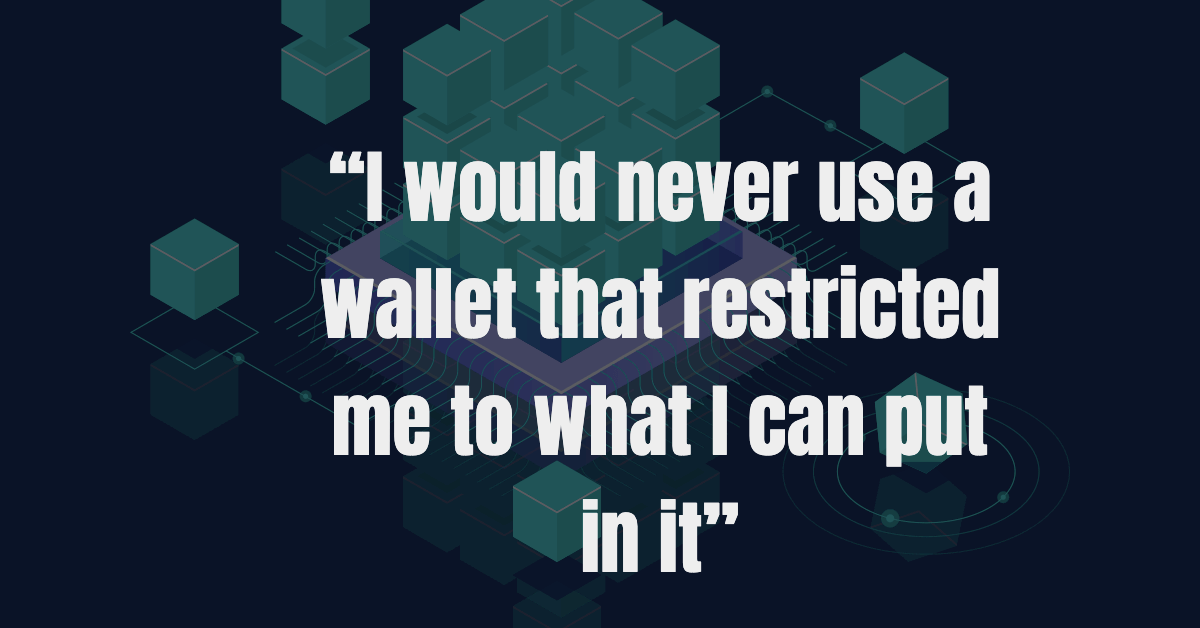 “I would never use a
wallet that restricted
me to what I can put
in it”